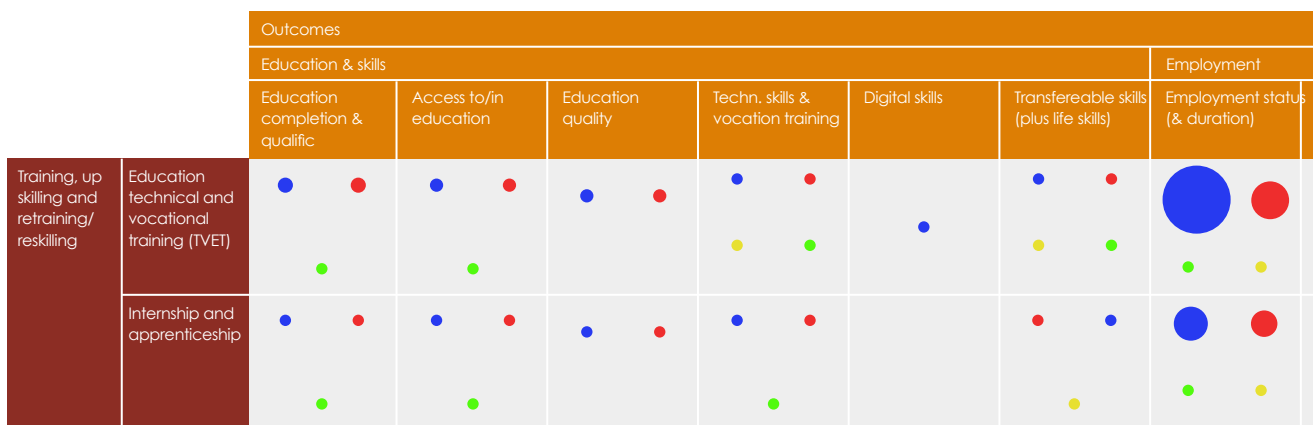 Outcomes
Education & skills
Employment
Education
completion &
qualific
Access to/in
education
Education
quality
Techn. skills &
vocation training
Digital skills
Transfereable skills
(plus life skills)
Employment status
(& duration)
Training, up
skilling and
retraining/
reskilling
Education
technical and
vocational
training (TVET)
Internship and
apprenticeship